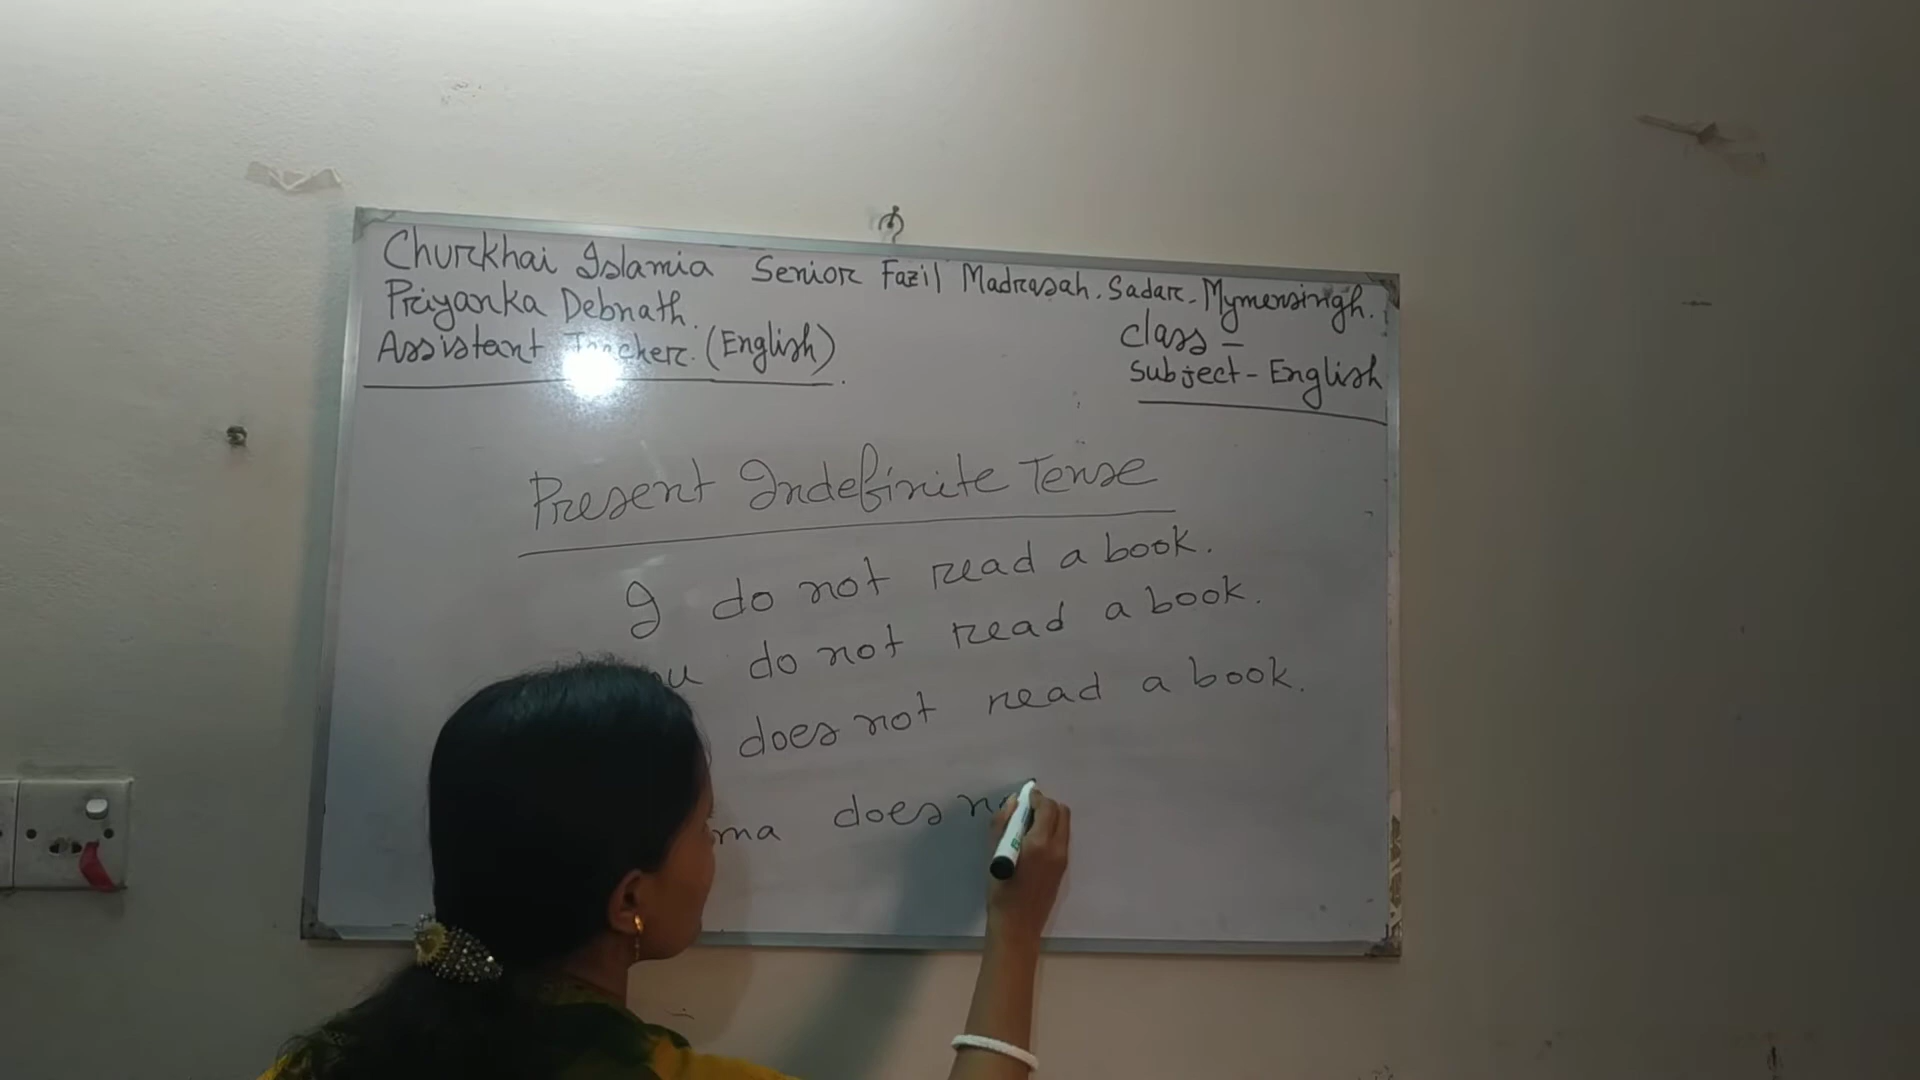 Churkhai Islamia Senior Fazil Madrasah. Sadar - Mymensingh.
Priyanka Debnath.
Assistant Teacher. (English)
class -
subject - English
Present Indefinite Tense
I do not read a book.
do not read a book.
does not read a book.
does